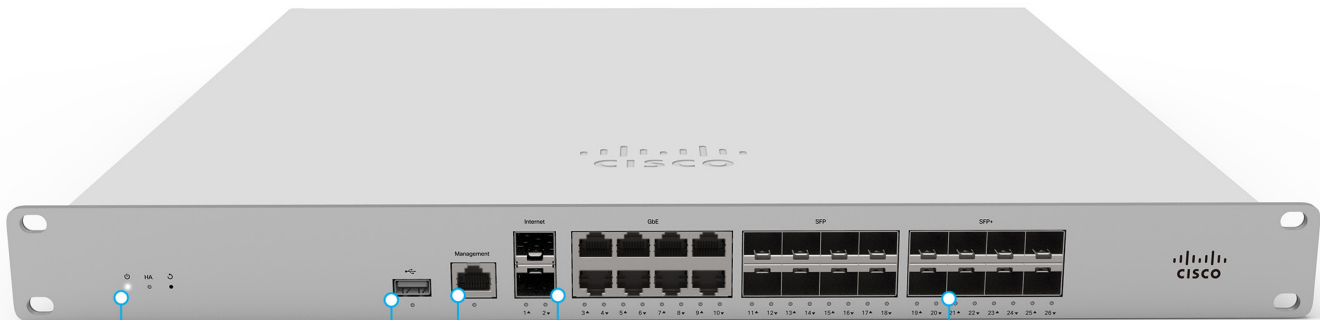 CISCO
Internet
GbE
SFP
SFP+
Management
HA
CISCO
1 2 3 4 5 6 7 8 9 10 11 12 13 14 15 16 17 18 19 20 21 22 23 24 25 26